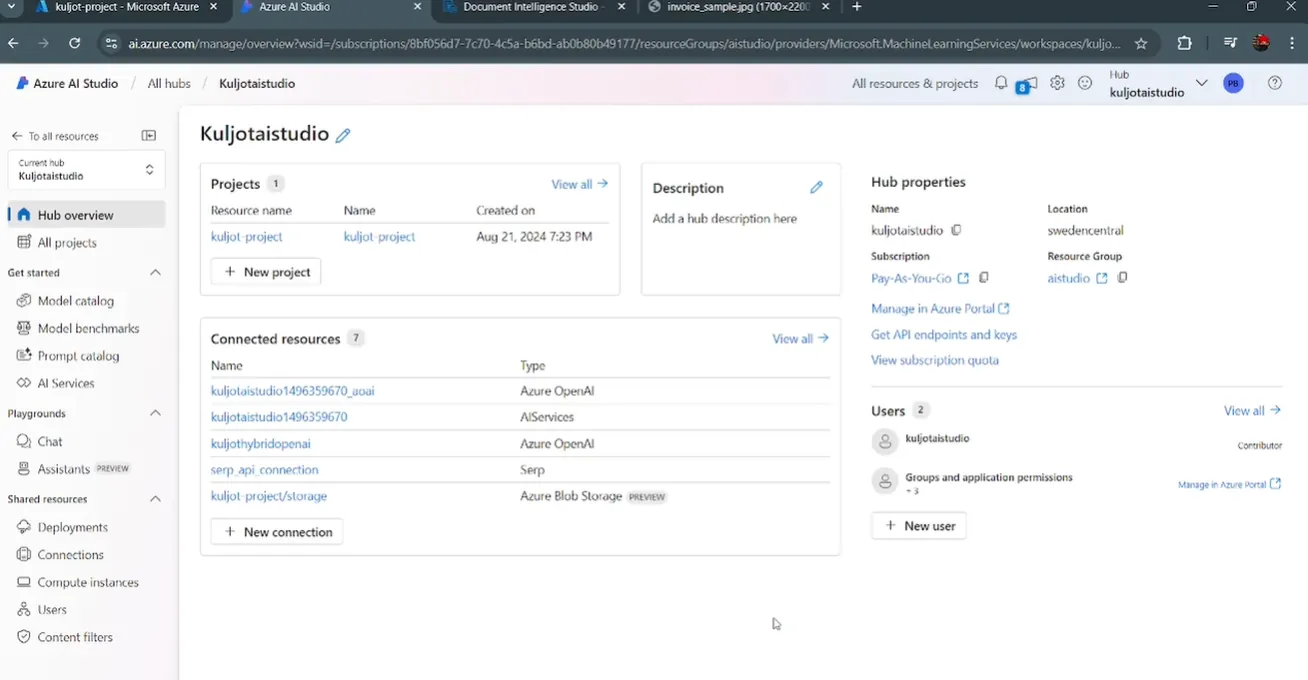 kuljot-project - Microsoft Azure
Azure AI Studio
Document Intelligence Studio -
invoice_sample.jpg (1700×220
ai.azure.com/manage/overview?wsid=/subscriptions/8bf056d7-7c70-4c5a-b6bd-ab0b80b49177/resourceGroups/aistudio/providers/Microsoft.MachineLearningServices/workspaces/kuljo...
Azure AI Studio / All hubs / Kuljotaistudio
All resources & projects
8
Hub
kuljotaistudio
PB
To all resources
Current hub
Kuljotaistudio
Hub overview
All projects
Get started
Model catalog
Model benchmarks
Prompt catalog
AI Services
Playgrounds
Chat
Assistants PREVIEW
Shared resources
Deployments
Connections
Compute instances
Users
Content filters
Kuljotaistudio
Projects 1
View all
Resource name Name Created on
kuljot-project kuljot-project Aug 21, 2024 7:23 PM
+ New project
Description
Add a hub description here
Connected resources 7
View all
Name Type
kuljotaistudio1496359670_aoai Azure OpenAI
kuljotaistudio1496359670 AIServices
kuljothybridopenai Azure OpenAI
serp_api_connection Serp
kuljot-project/storage Azure Blob Storage PREVIEW
+ New connection
Hub properties
Name Location
kuljotaistudio swedencentral
Subscription Resource Group
Pay-As-You-Go aistudio
Manage in Azure Portal
Get API endpoints and keys
View subscription quota
Users 2
View all
kuljotaistudio
Contributor
Groups and application permissions
+ 3
Manage in Azure Portal
+ New user